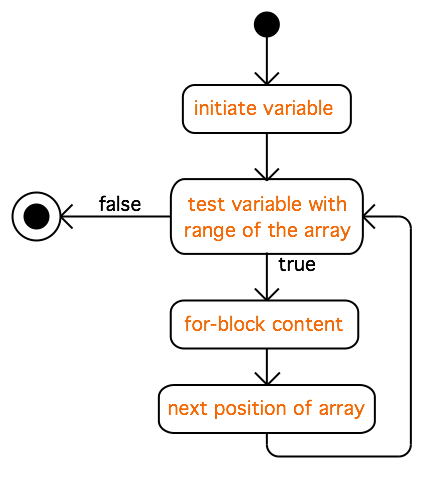 initiate variable
false
test variable with
range of the array
true
for-block content
next position of array